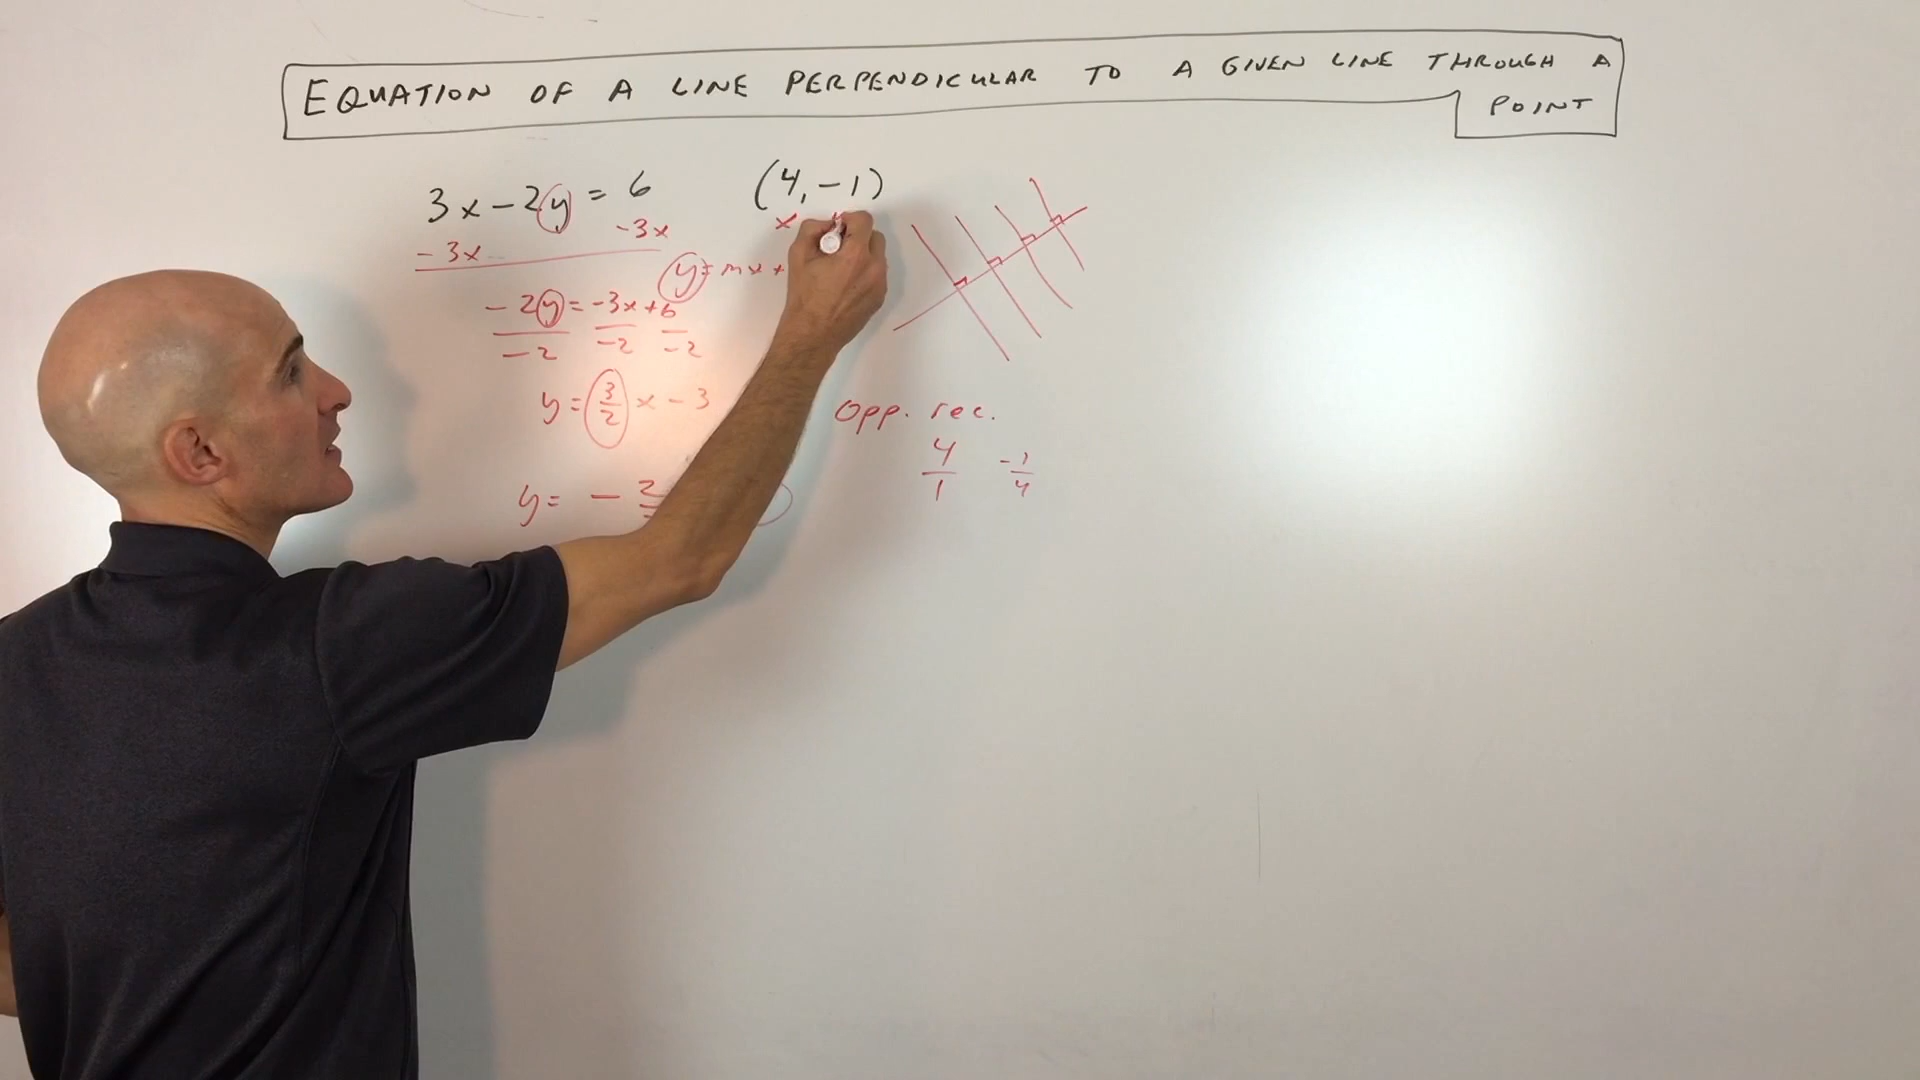 EQUATION OF A LINE PERPENDICULAR TO A GIVEN LINE THROUGH A
POINT
3x - 2y = 6 (4, -1)
-3x -3x x
y = mx +
-2y = -3x + 6
-2 -2 -2
y = 3/2 x - 3
Opp. rec.
4/1 -1/4
y = - 2